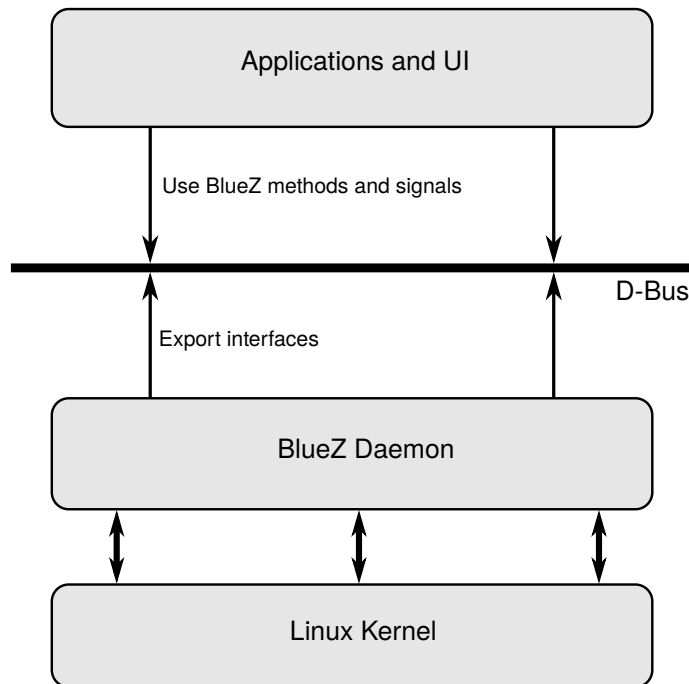 Applications and UI
Use BlueZ methods and signals
D-Bus
Export interfaces
BlueZ Daemon
Linux Kernel